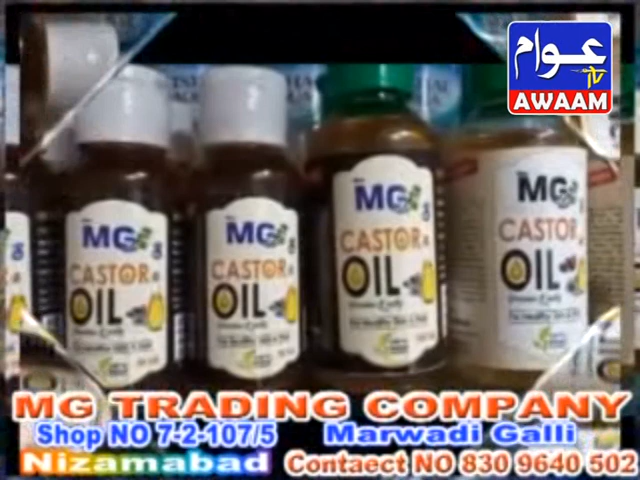 عوام
TV
AWAAM
MG
CASTOR
OIL
MG
CASTOR
OIL
MG
CASTOR
OIL
MG
CASTOR
OIL
MG TRADING COMPANY
Shop NO 7-2-107/5 Marwadi Galli
Nizamabad Contaect NO 830 9640 502